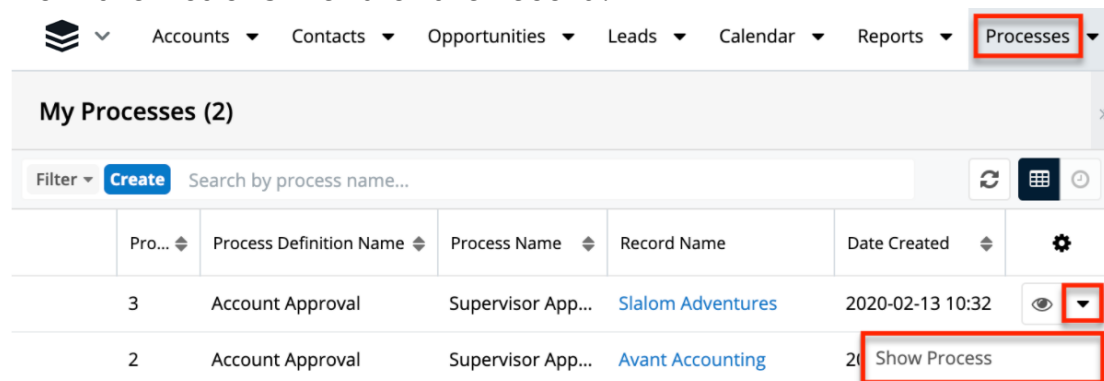 Accounts Contacts Opportunities Leads Calendar Reports Processes
My Processes (2)
Filter Create Search by process name...
Pro... Process Definition Name Process Name Record Name Date Created
3 Account Approval Supervisor App... Slalom Adventures 2020-02-13 10:32
2 Account Approval Supervisor App... Avant Accounting 20
Show Process